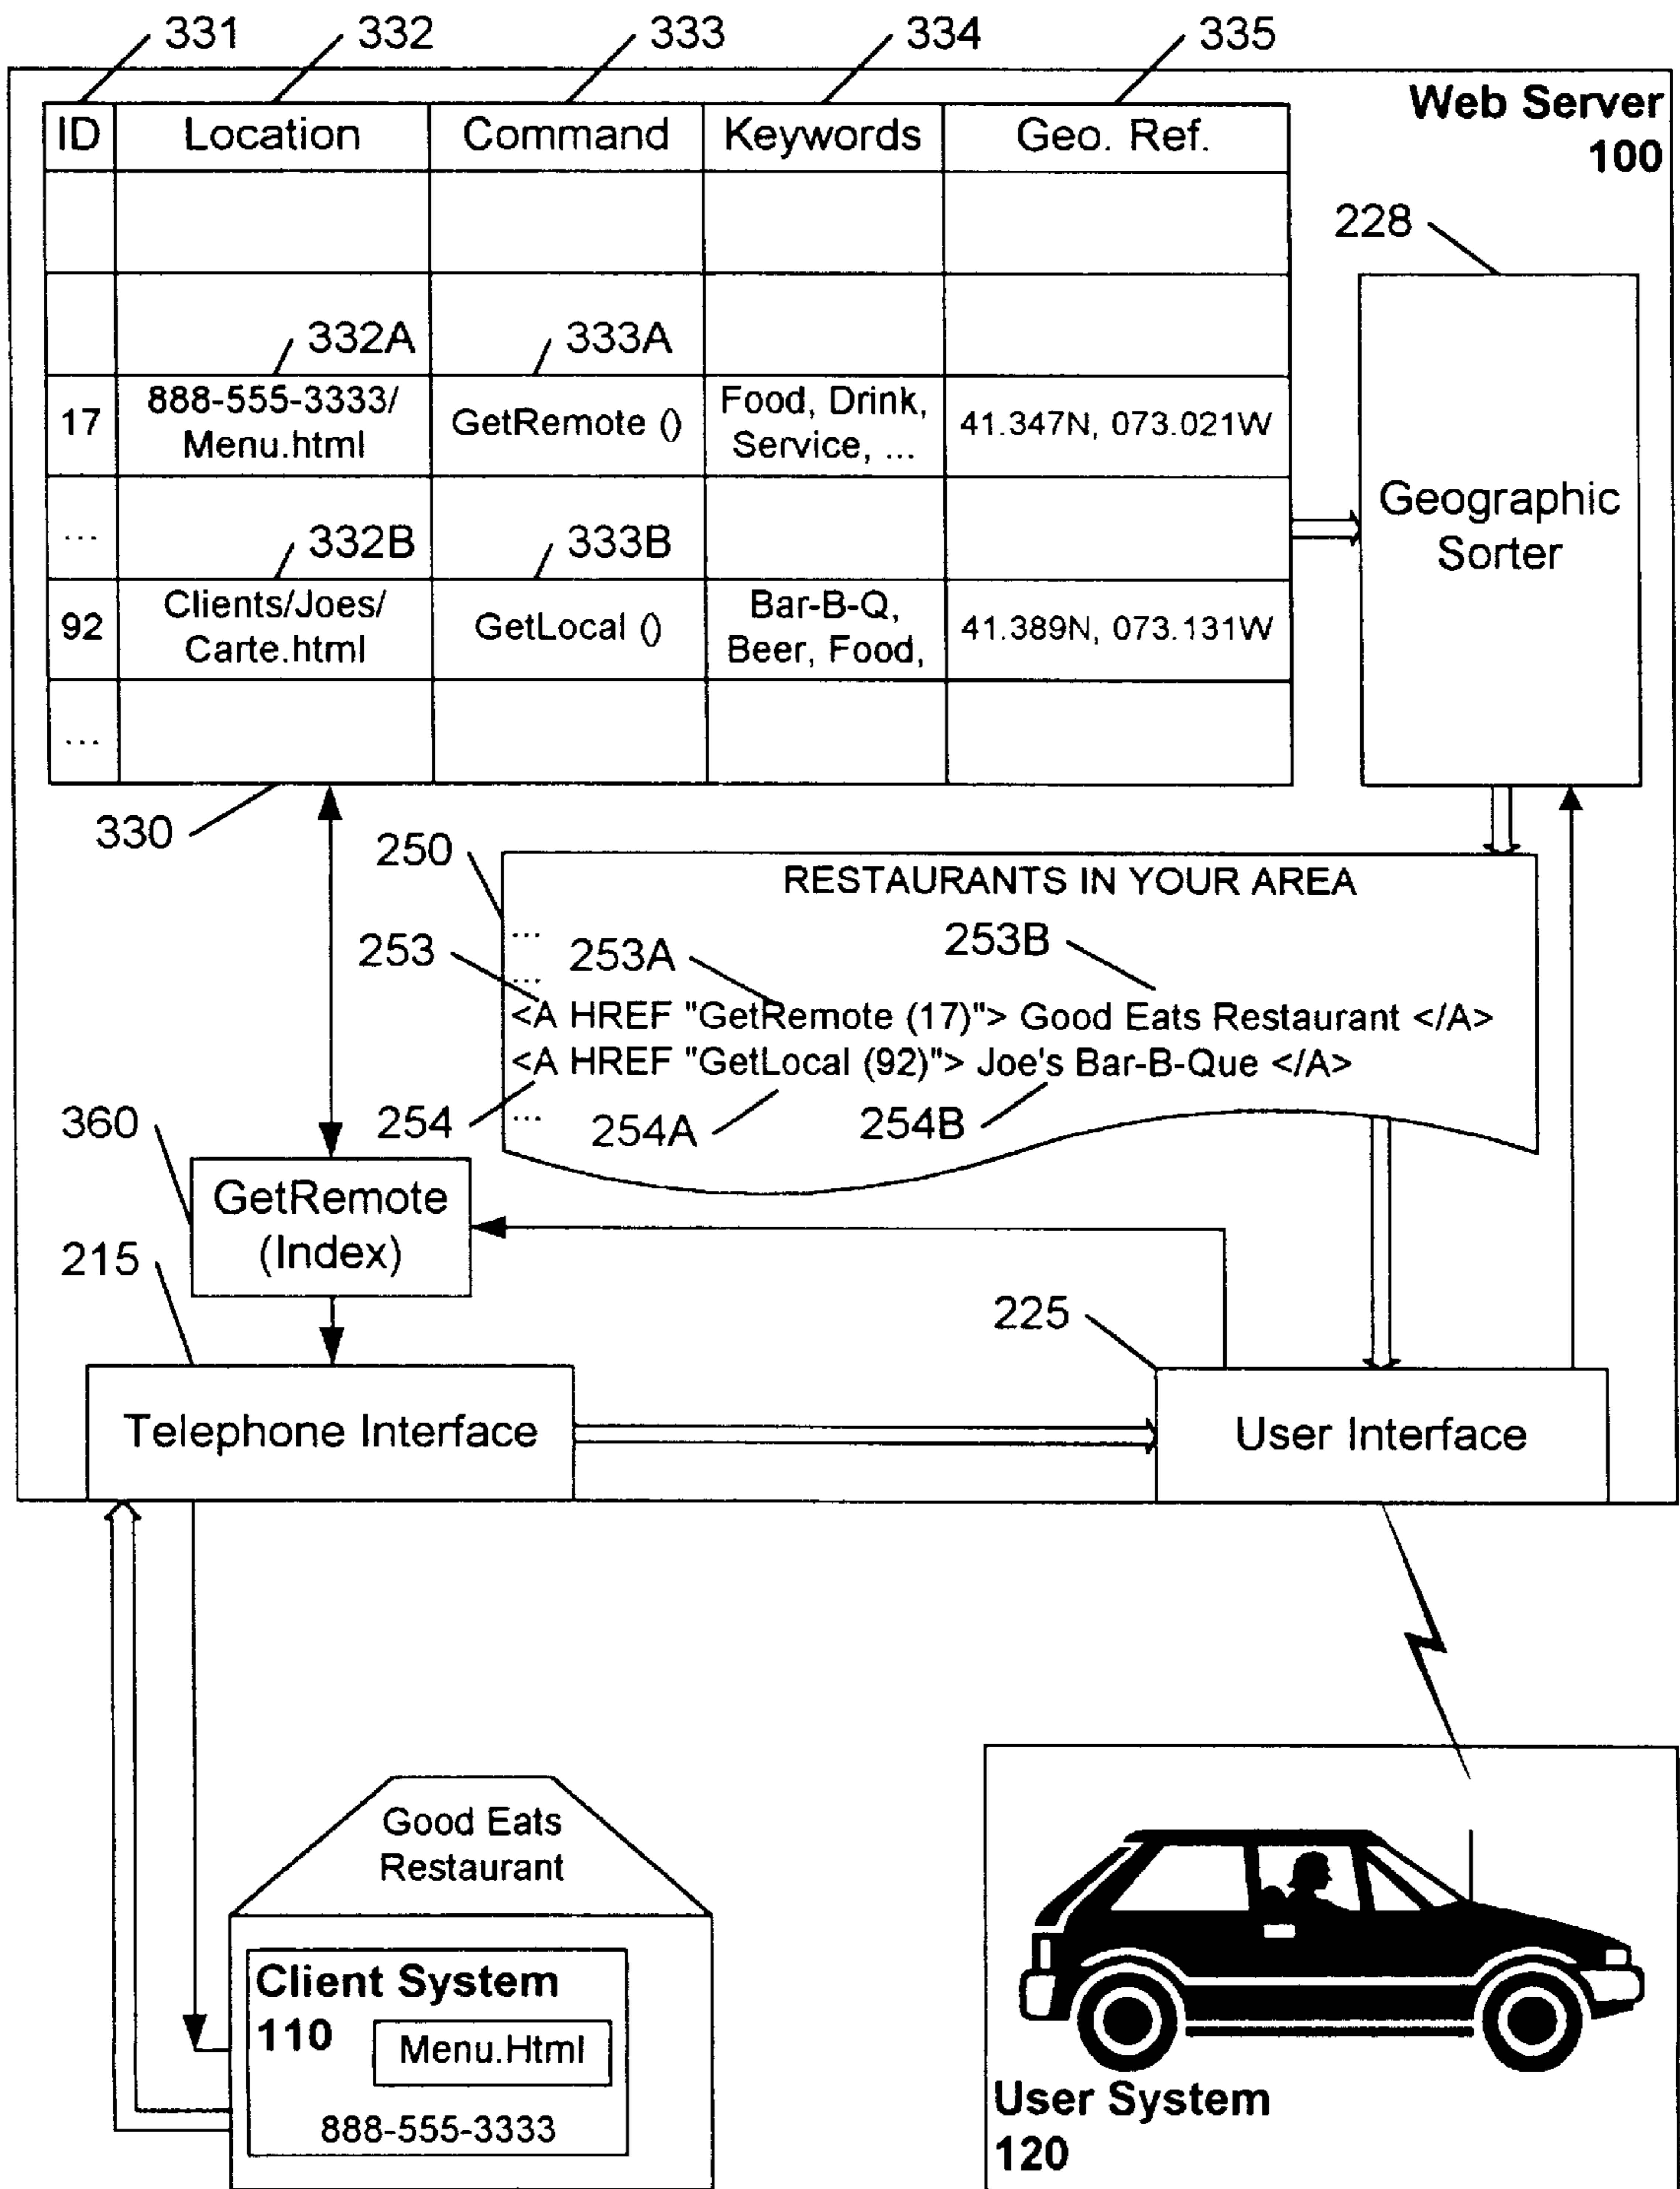 331 332 333 334 335
Web Server
100
ID Location Command Keywords Geo. Ref.
228
332A 333A
17 888-555-3333/ Menu.html GetRemote () Food, Drink, Service, ... 41.347N, 073.021W
...
332B 333B
92 Clients/Joes/ Carte.html GetLocal () Bar-B-Q, Beer, Food, 41.389N, 073.131W
...
Geographic
Sorter
330
250
RESTAURANTS IN YOUR AREA
...
253 253A 253B
...
<A HREF "GetRemote (17)"> Good Eats Restaurant </A>
<A HREF "GetLocal (92)"> Joe's Bar-B-Que </A>
...
254 254A 254B
360
GetRemote
(Index)
215
225
Telephone Interface
User Interface
Good Eats
Restaurant
Client System
110
Menu.Html
888-555-3333
User System
120